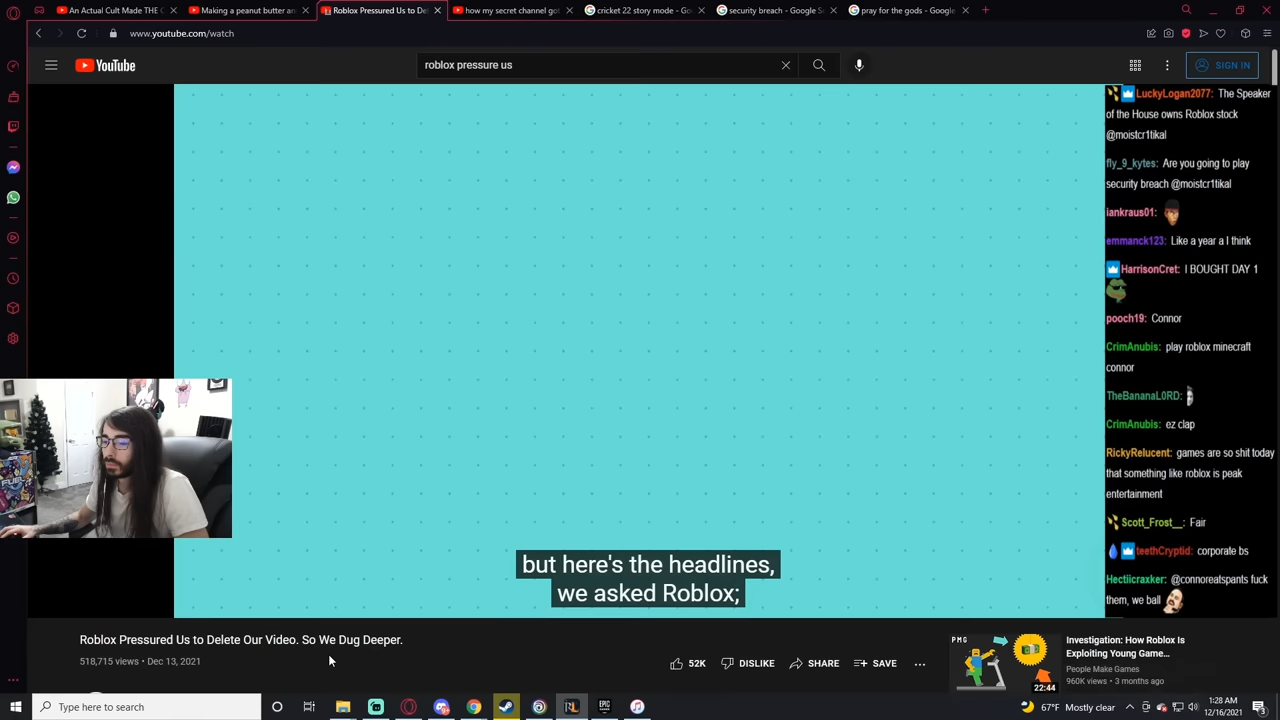 An Actual Cult Made THE C
Making a peanut butter an
Roblox Pressured Us to Del
how my secret channel got
cricket 22 story mode - Go
security breach - Google S
pray for the gods - Google
www.youtube.com/watch
YouTube
roblox pressure us
SIGN IN
LuckyLogan2077: The Speaker
of the House owns Roblox stock
@moistcr1tikal
fly_9_kytes: Are you going to play
security breach @moistcr1tikal
iankraus01:
emmanck123: Like a year a I think
HarrisonCret: I BOUGHT DAY 1
pooch19: Connor
CrimAnubis: play roblox minecraft
connor
TheBananaL0RD:
CrimAnubis: ez clap
RickyRelucent: games are so shit today
that something like roblox is peak
entertainment
Scott_Frost__: Fair
teethCryptid: corporate bs
Hectiicraxker: @connoreatspants fuck
them, we ball
FUEL
but here's the headlines,
we asked Roblox;
Roblox Pressured Us to Delete Our Video. So We Dug Deeper.
518,715 views • Dec 13, 2021
52K
DISLIKE
SHARE
SAVE
PMG
22:44
Investigation: How Roblox Is
Exploiting Young Game...
People Make Games
960K views • 3 months ago
Type here to search
EPIC
67°F Mostly clear
1:28 AM
12/16/2021